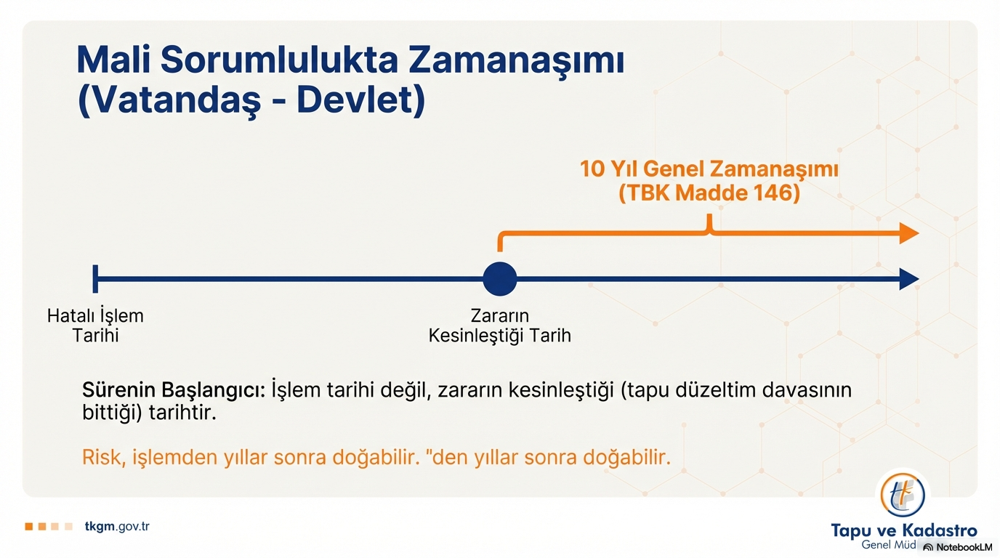 Mali Sorumlulukta Zamanaşımı
(Vatandaş - Devlet)
10 Yıl Genel Zamanaşımı
(TBK Madde 146)
Hatalı İşlem
Tarihi
Zararın
Kesinleştiği Tarih
Sürenin Başlangıcı: İşlem tarihi değil, zararın kesinleştiği (tapu düzeltim davasının
bittiği) tarihtir.
Risk, işlemden yıllar sonra doğabilir. "den yıllar sonra doğabilir.
tkgm.gov.tr
Tapu ve Kadastro
Genel Müd
NotebookLM